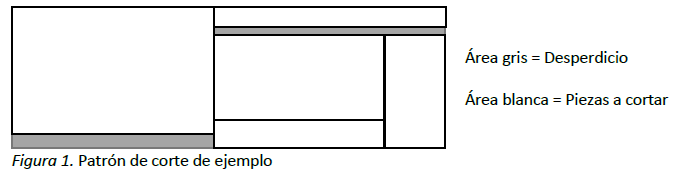 Área gris = Desperdicio
Área blanca = Piezas a cortar
Figura 1. Patrón de corte de ejemplo